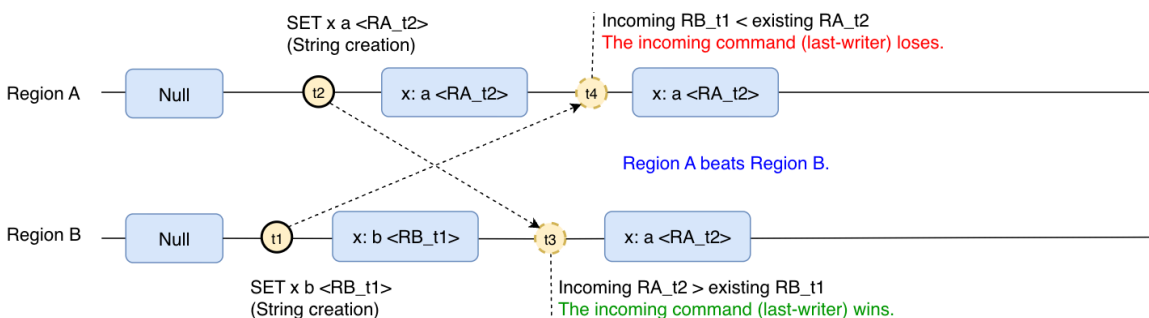 SET x a <RA_t2>
(String creation)
Incoming RB_t1 < existing RA_t2
The incoming command (last-writer) loses.
Region A
Null
t2
x: a <RA_t2>
t4
x: a <RA_t2>
Region A beats Region B.
Region B
Null
t1
x: b <RB_t1>
t3
x: a <RA_t2>
SET x b <RB_t1>
(String creation)
Incoming RA_t2 > existing RB_t1
The incoming command (last-writer) wins.